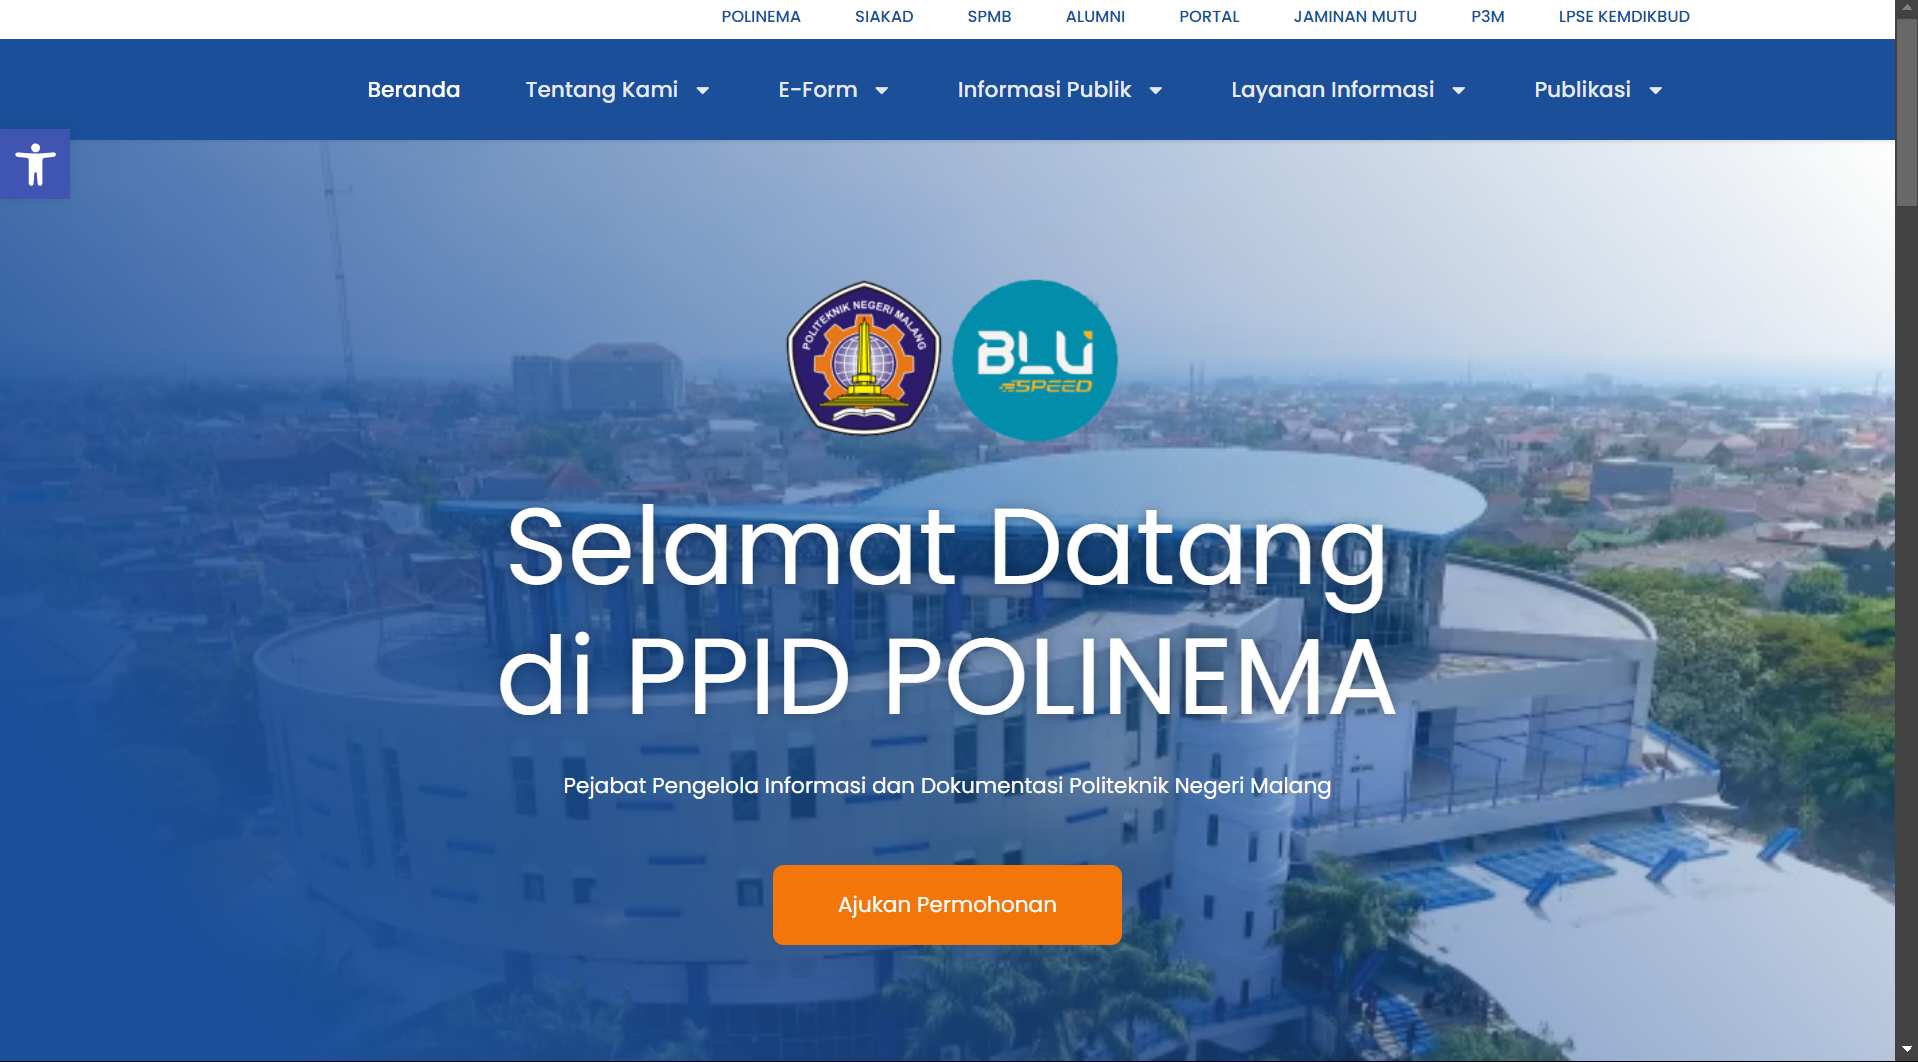 POLINEMA SIAKAD SPMB ALUMNI PORTAL JAMINAN MUTU P3M LPSE KEMDIKBUD
Beranda Tentang Kami E-Form Informasi Publik Layanan Informasi Publikasi
POLITEKNIK NEGERI MALANG
BLU
SPEED
Selamat Datang
di PPID POLINEMA
Pejabat Pengelola Informasi dan Dokumentasi Politeknik Negeri Malang
Ajukan Permohonan